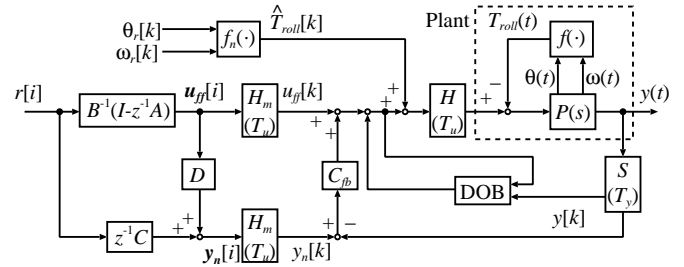 θr[k]
ωr[k]
fn(·)
T̂roll[k]
Plant
Troll(t)
f(·)
θ(t)
ω(t)
r[i]
B-1(I-z-1A)
uff[i]
Hm
(Tu)
uff[k]
+
+
+
+
H
(Tu)
+
−
P(s)
y(t)
D
Cfb
DOB
S
(Ty)
z-1C
+
+
yn[i]
Hm
(Tu)
yn[k]
+
−
y[k]